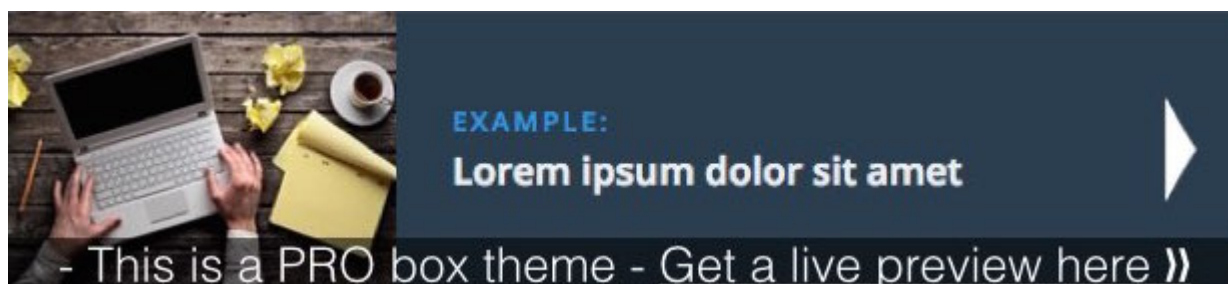 EXAMPLE:
Lorem ipsum dolor sit amet
- This is a PRO box theme - Get a live preview here »